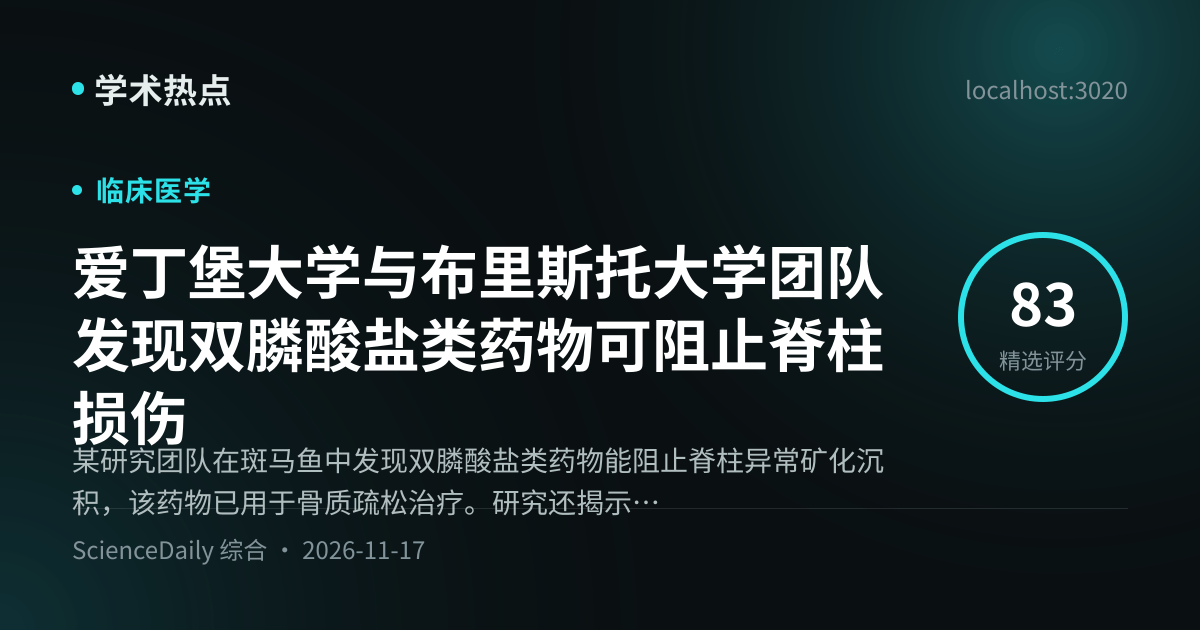 学术热点
localhost:3020
临床医学
爱丁堡大学与布里斯托大学团队
发现双膦酸盐类药物可阻止脊柱
损伤
83
精选评分
某研究团队在斑马鱼中发现双膦酸盐类药物能阻止脊柱异常矿化沉
积，该药物已用于骨质疏松治疗。研究还揭示…
ScienceDaily 综合 · 2026-11-17